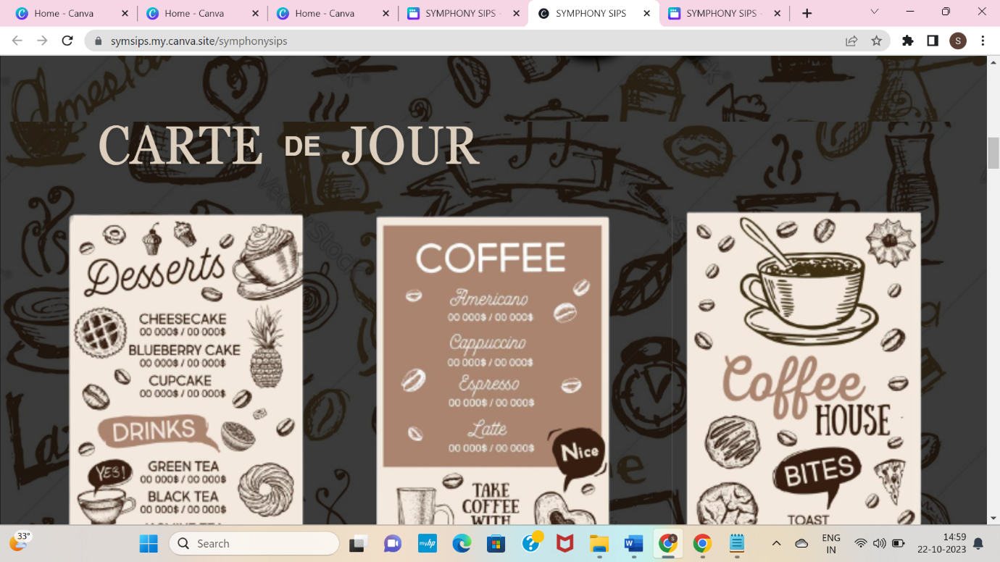 Home - Canva
Home - Canva
Home - Canva
SYMPHONY SIPS -
SYMPHONY SIPS
SYMPHONY SIPS -
symsips.my.canva.site/symphonysips
S
CARTE DE JOUR
Desserts
CHEESECAKE
00 000$ / 00 000$
BLUEBERRY CAKE
00 000$ / 00 000$
CUPCAKE
00 000$ / 00 000$
DRINKS
YES!
GREEN TEA
00 000$ / 00 000$
BLACK TEA
00 000$ / 00 000$
COFFEE
Americano
00 000$ / 00 000$
Cappuccino
00 000$ / 00 000$
Espresso
00 000$ / 00 000$
Latte
00 000$ / 00 000$
Nice
TAKE
COFFEE
WITH
Coffee
HOUSE
BITES
TOAST
33°
Search
myhp
ENG
IN
14:59
22-10-2023